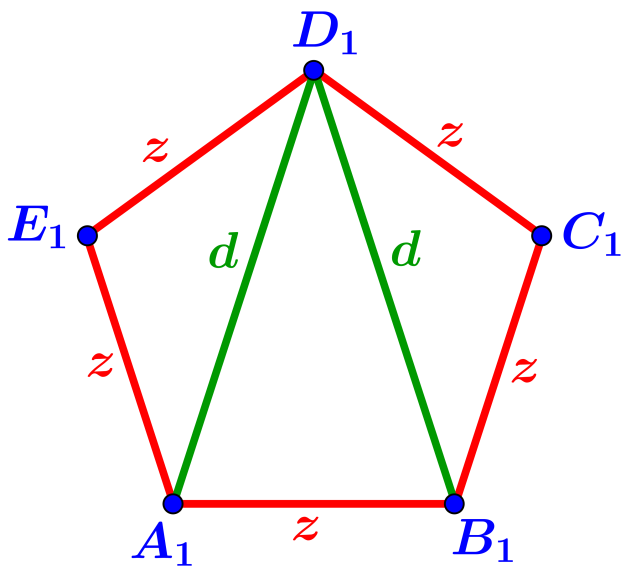 D₁
z z
E₁ d d C₁
z z
z
A₁ B₁